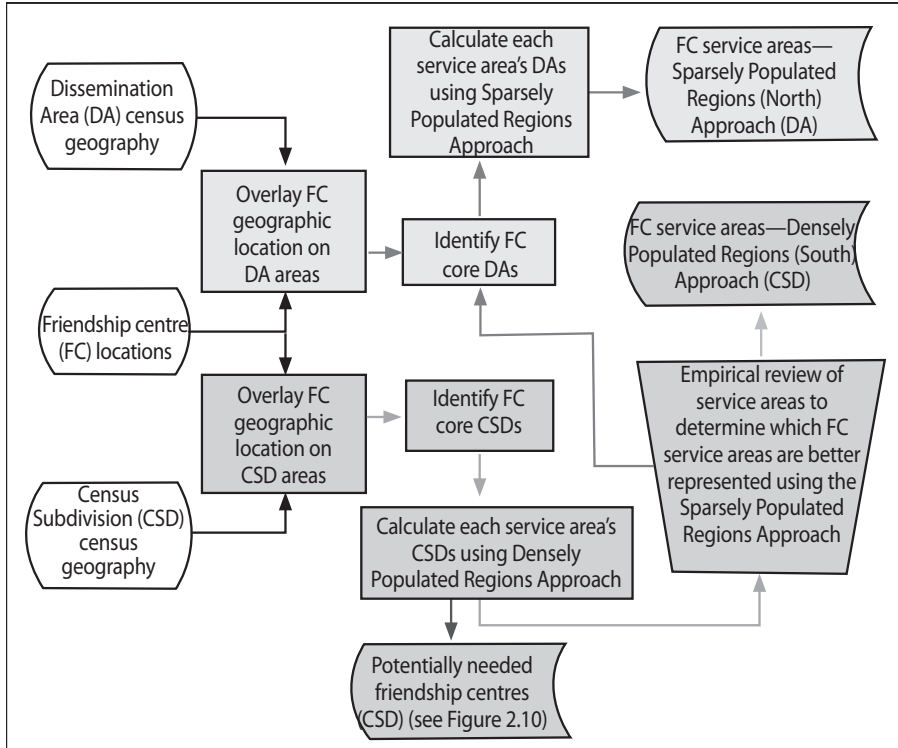 Dissemination
Area (DA) census
geography
Calculate each
service area's DAs
using Sparsely
Populated Regions
Approach
FC service areas—
Sparsely Populated
Regions (North)
Approach (DA)
Overlay FC
geographic
location on
DA areas
Identify FC
core DAs
FC service areas—Densely
Populated Regions (South)
Approach (CSD)
Friendship centre
(FC) locations
Overlay FC
geographic
location on
CSD areas
Identify FC
core CSDs
Empirical review of
service areas to
determine which FC
service areas are better
represented using the
Sparsely Populated
Regions Approach
Census
Subdivision (CSD)
census
geography
Calculate each service area's
CSDs using Densely
Populated Regions Approach
Potentially needed
friendship centres
(CSD) (see Figure 2.10)